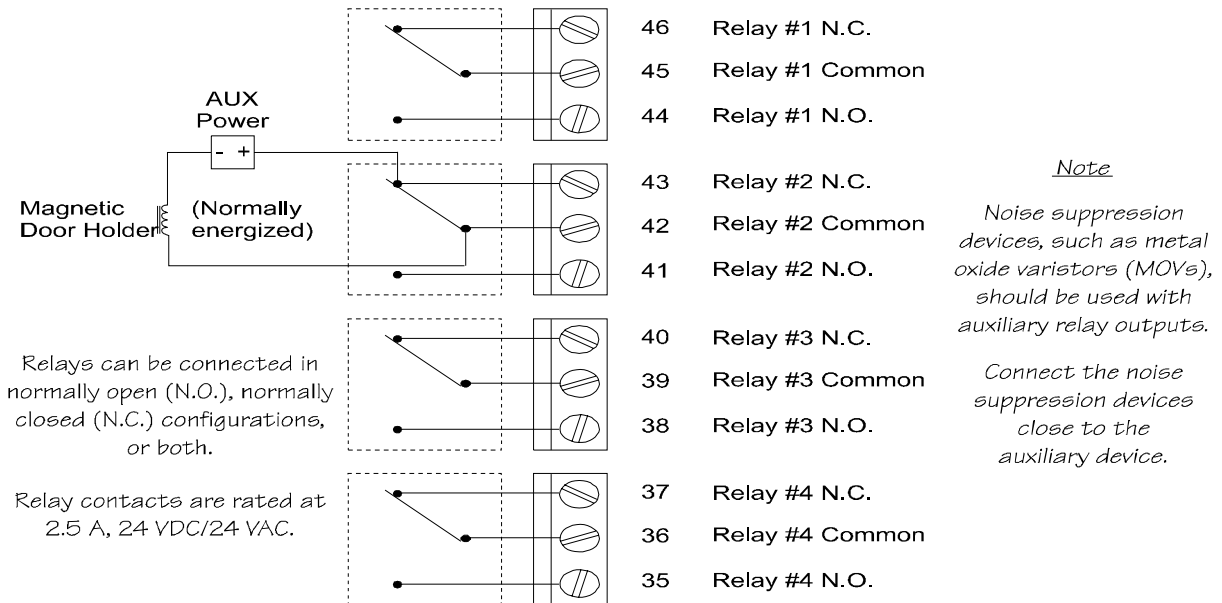 46 Relay #1 N.C.
45 Relay #1 Common
44 Relay #1 N.O.
AUX
Power
- +
Magnetic
Door Holder
(Normally
energized)
43 Relay #2 N.C.
42 Relay #2 Common
41 Relay #2 N.O.
Note
Noise suppression
devices, such as metal
oxide varistors (MOVs),
should be used with
auxiliary relay outputs.
Connect the noise
suppression devices
close to the
auxiliary device.
Relays can be connected in
normally open (N.O.), normally
closed (N.C.) configurations,
or both.
Relay contacts are rated at
2.5 A, 24 VDC/24 VAC.
40 Relay #3 N.C.
39 Relay #3 Common
38 Relay #3 N.O.
37 Relay #4 N.C.
36 Relay #4 Common
35 Relay #4 N.O.